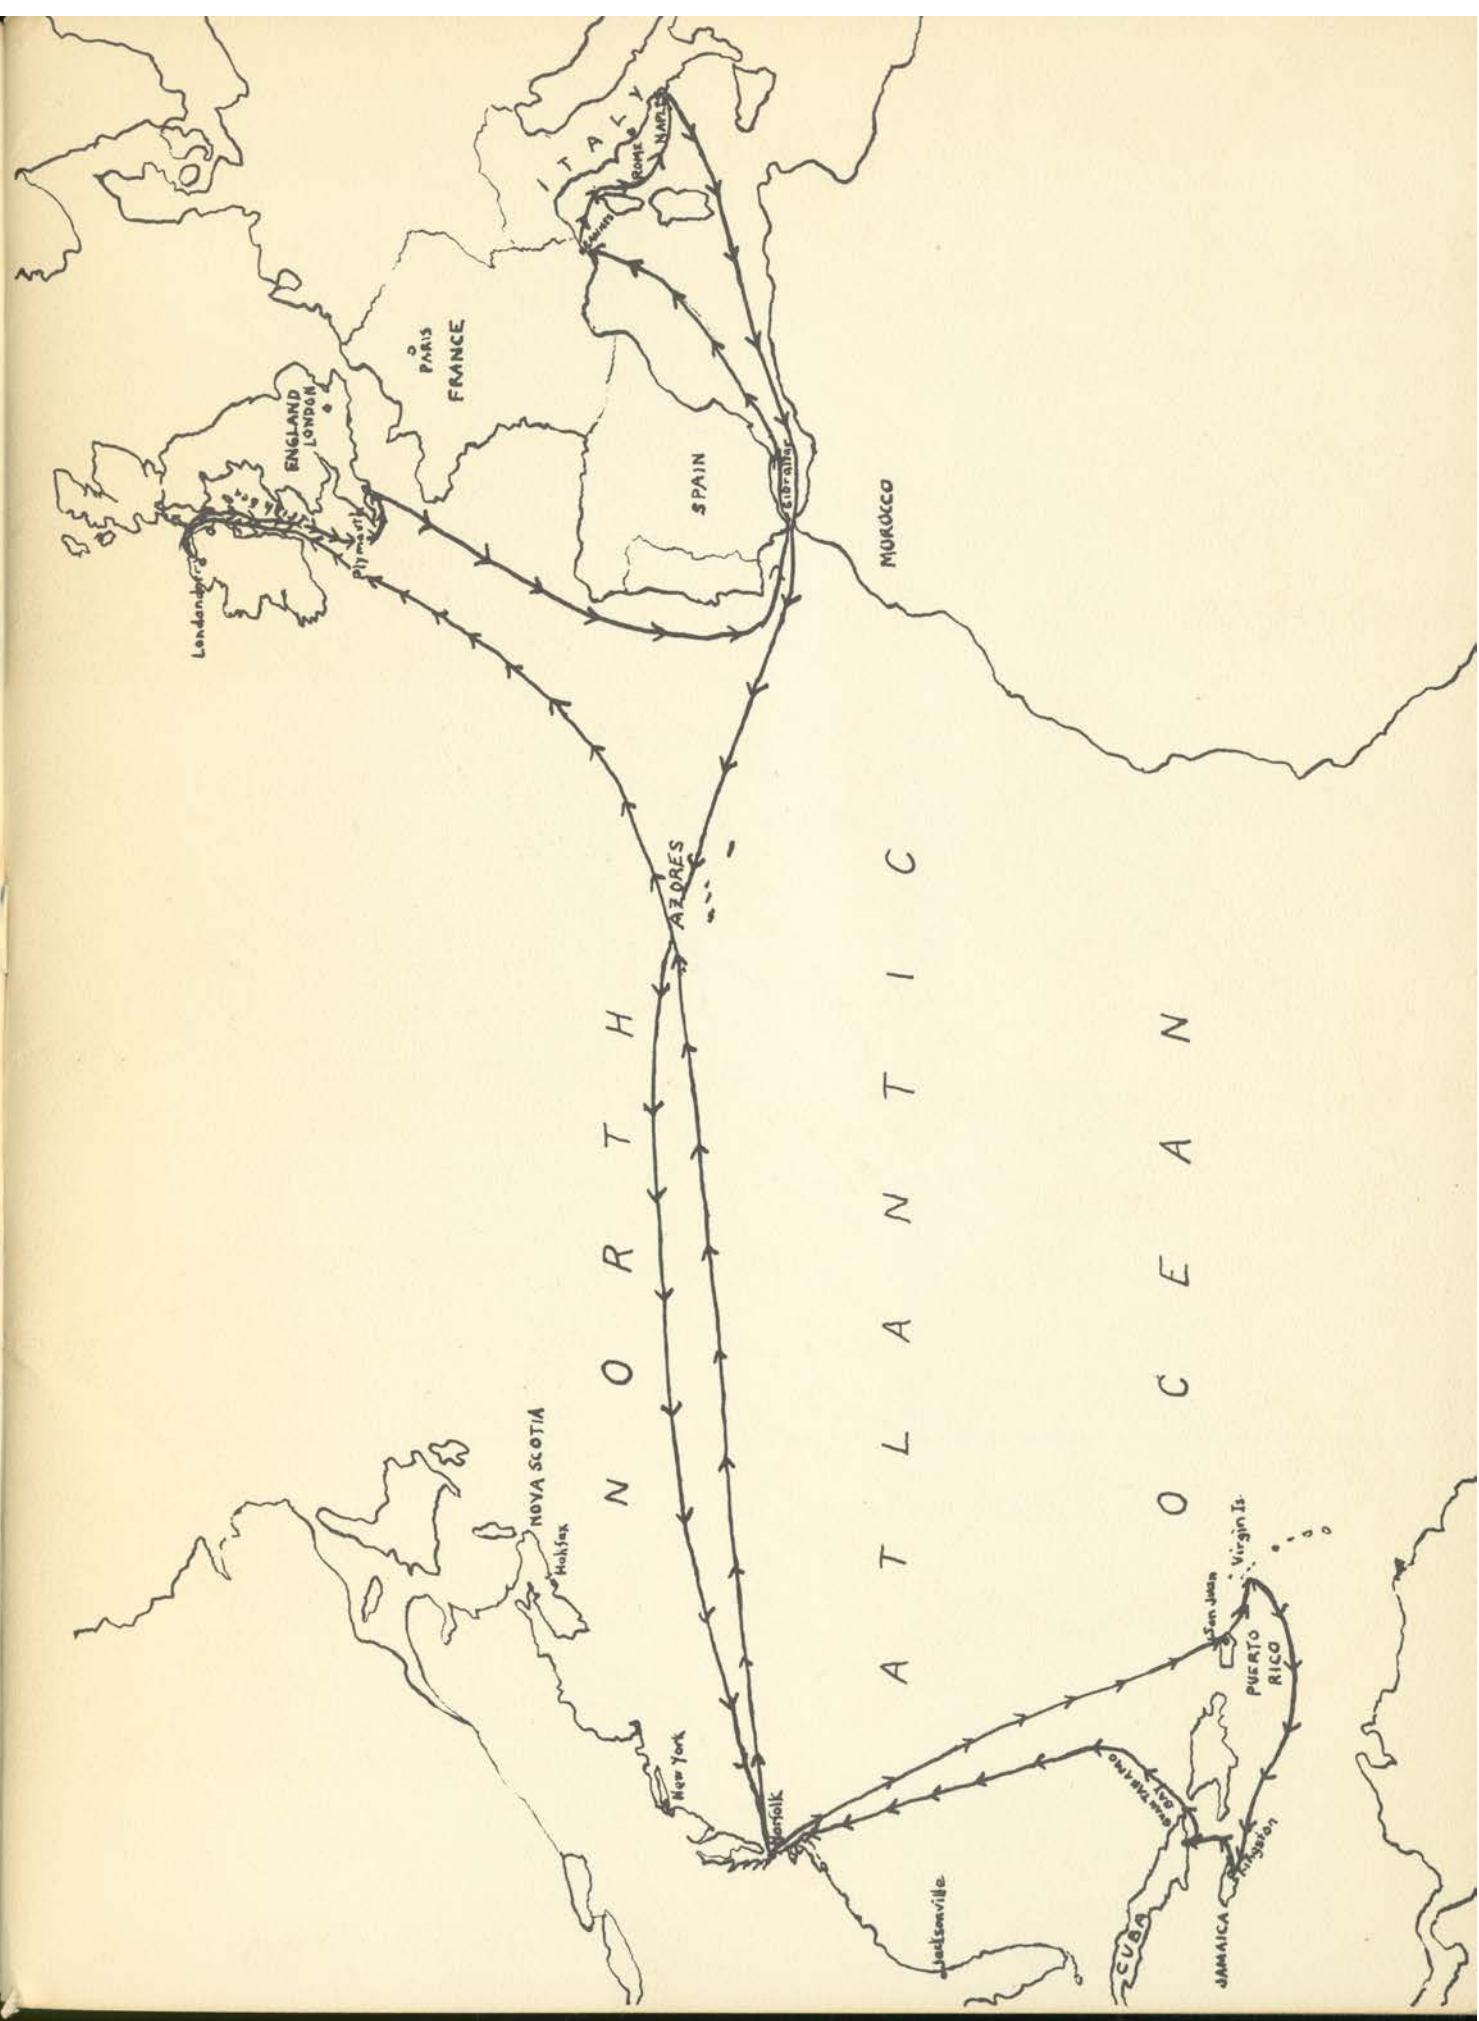 NORTH
ATLANTIC
OCEAN
NOVA SCOTIA
Halifax
New York
Norfolk
Jacksonville
CUBA
GUANTANAMO
BAY
JAMAICA
Kingston
San Juan
PUERTO
RICO
Virgin Is.
AZORES
Londonderry
Plymouth
ENGLAND
LONDON
PARIS
FRANCE
SPAIN
Gibraltar
MOROCCO
ITALY
ROME
NAPLES